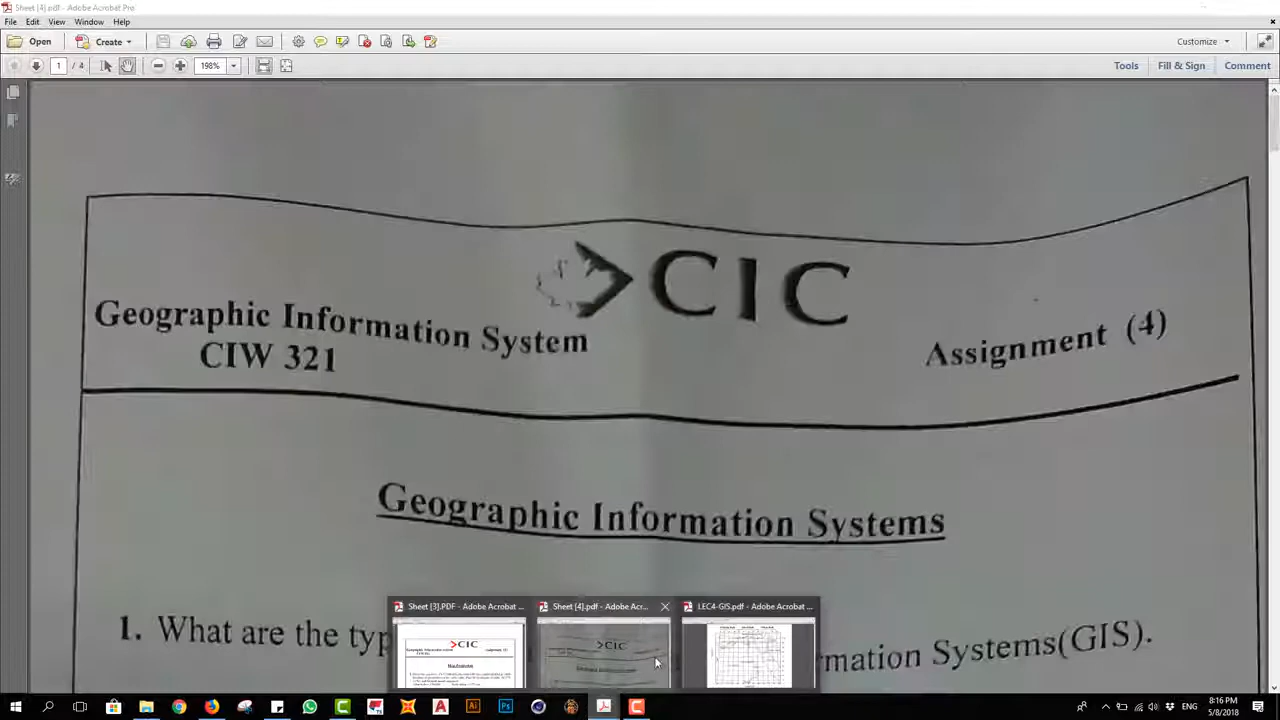 Sheet [4].pdf - Adobe Acrobat Pro
File Edit View Window Help
Open Create Customize
1 / 4 198% Tools Fill & Sign Comment
CIC
Geographic Information System
CIW 321
Assignment (4)
Geographic Information Systems
1. What are the typ
rmation Systems(GIS).
Sheet [3].PDF - Adobe Acrobat ...
Sheet [4].pdf - Adobe Acr...
LEC4-GIS.pdf - Adobe Acrobat ...
CIC
CIC
8:16 PM
5/8/2018